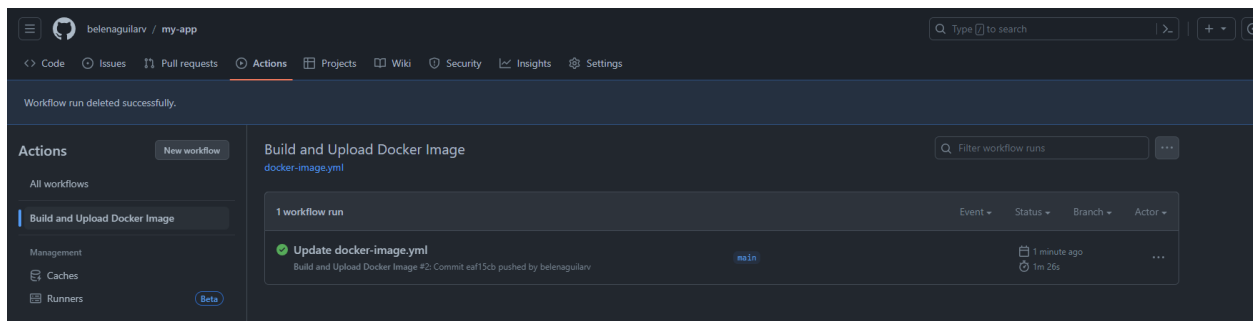 belenaguilarv / my-app
Type / to search
Code Issues Pull requests Actions Projects Wiki Security Insights Settings
Workflow run deleted successfully.
Actions
New workflow
All workflows
Build and Upload Docker Image
Management
Caches
Runners Beta
Build and Upload Docker Image
docker-image.yml
Filter workflow runs
1 workflow run
Event Status Branch Actor
Update docker-image.yml
Build and Upload Docker Image #2: Commit eaf15cb pushed by belenaguilarv
main
1 minute ago
1m 26s